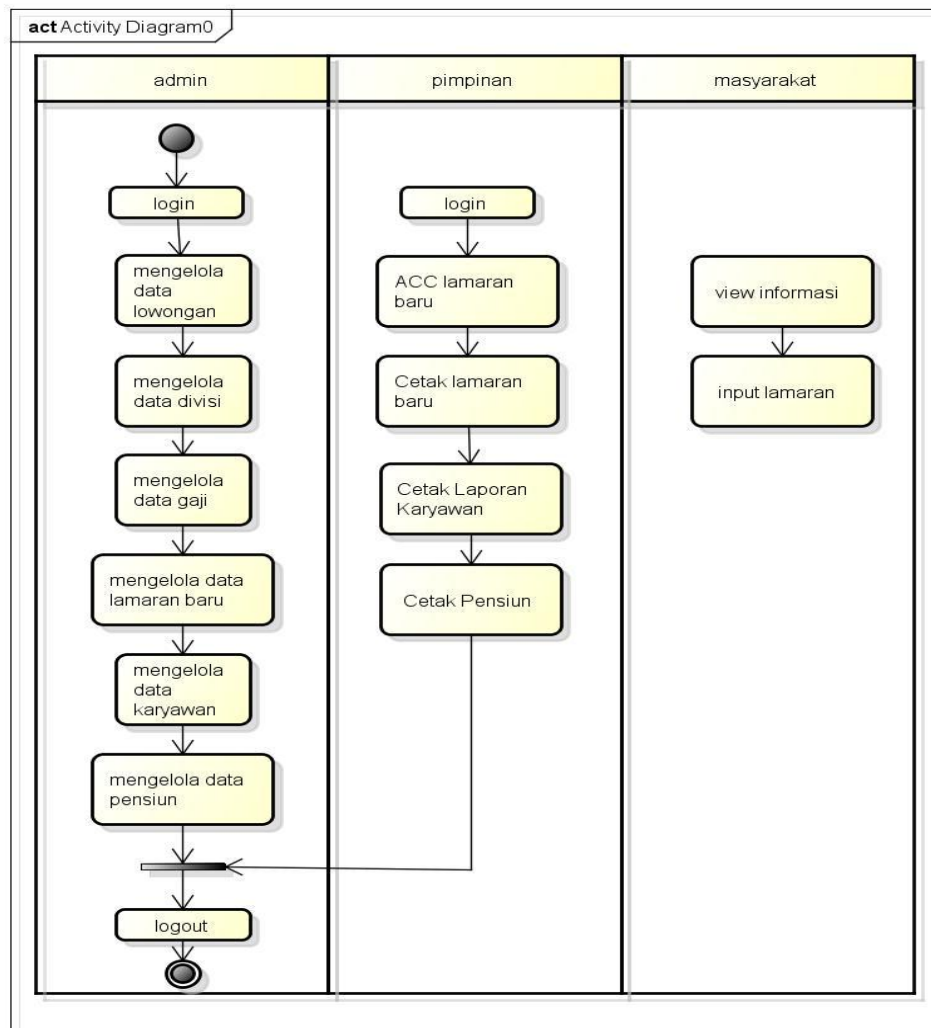 act Activity Diagram0
admin
pimpinan
masyarakat
login
mengelola
data
lowongan
mengelola
data divisi
mengelola
data gaji
mengelola data
lamaran baru
mengelola
data
karyawan
mengelola data
pensiun
logout
login
ACC lamaran
baru
Cetak lamaran
baru
Cetak Laporan
Karyawan
Cetak Pensiun
view informasi
input lamaran